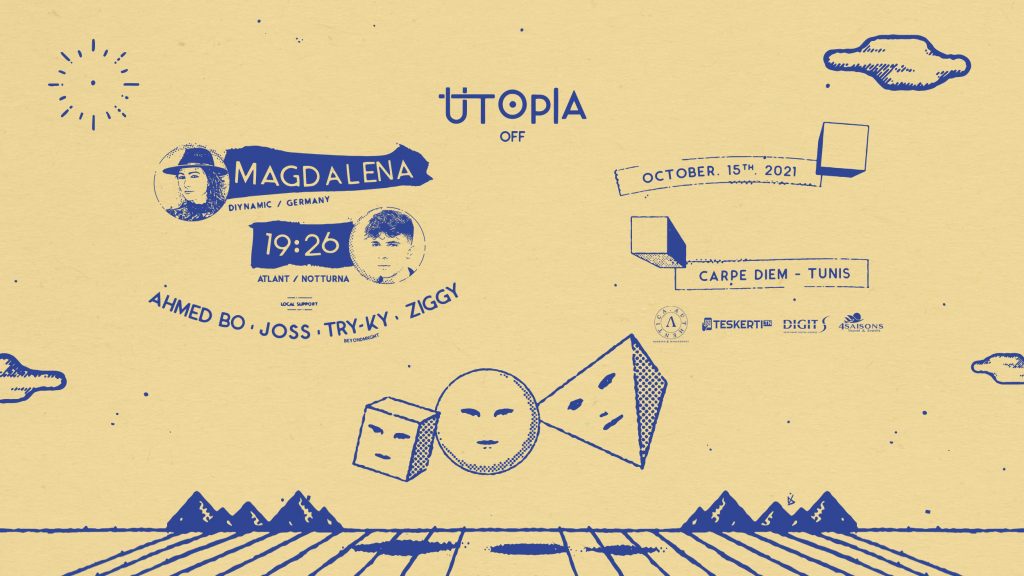 UTOPIA
OFF
MAGDALENA
DIYNAMIC / GERMANY
19:26
ATLANT / NOTTURNA
LOCAL SUPPORT
AHMED BO, JOSS, TRY-KY, ZIGGY
OCTOBER. 15TH. 2021
CARPE DIEM - TUNIS
TESKERTI
DIGIT S
4SAISONS